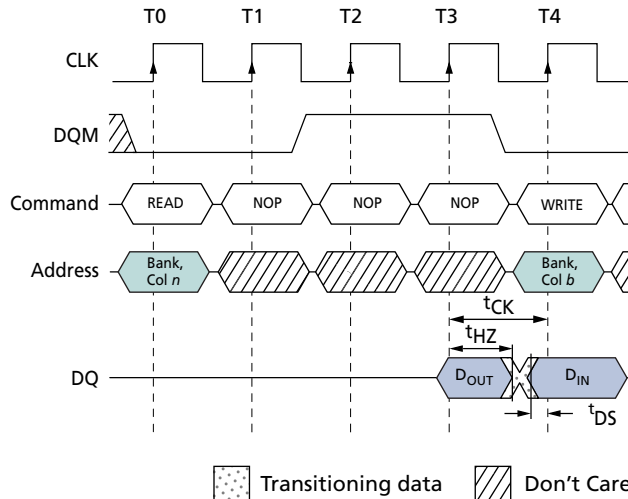 T0 T1 T2 T3 T4
CLK
DQM
Command READ NOP NOP NOP WRITE
Address Bank, Col n Bank, Col b
tCK
tHZ
DQ DOUT DIN
tDS
Transitioning data Don't Care